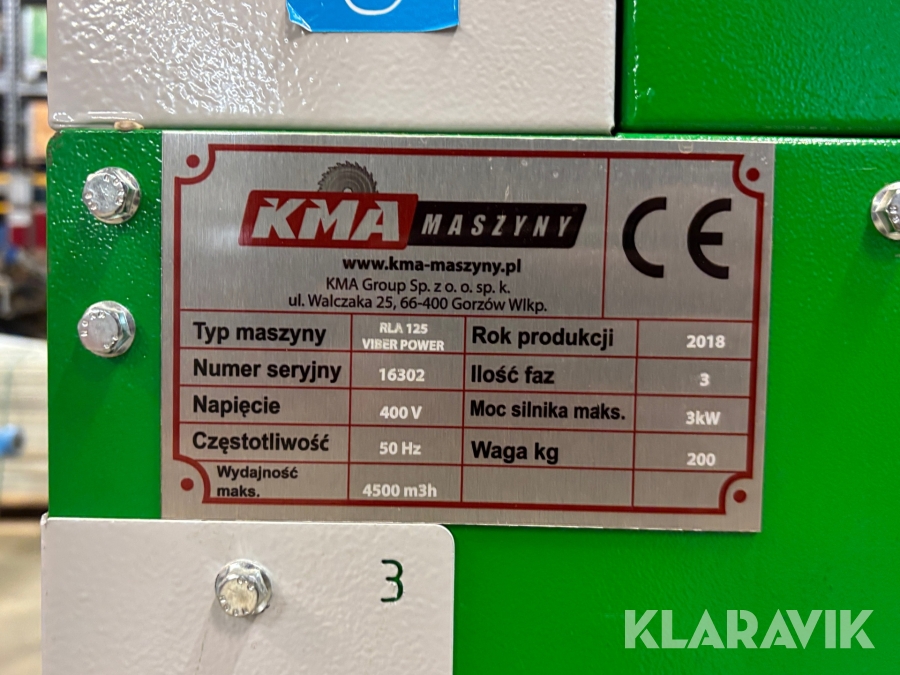 KMA MASZYNY
www.kma-maszyny.pl
KMA Group Sp. z o. o. sp. k.
ul. Walczaka 25, 66-400 Gorzów Wlkp.
CE
Typ maszyny RLA 125 VIBER POWER Rok produkcji 2018
Numer seryjny 16302 Ilość faz 3
Napięcie 400 V Moc silnika maks. 3kW
Częstotliwość 50 Hz Waga kg 200
Wydajność maks. 4500 m3h
3
KLARAVIK